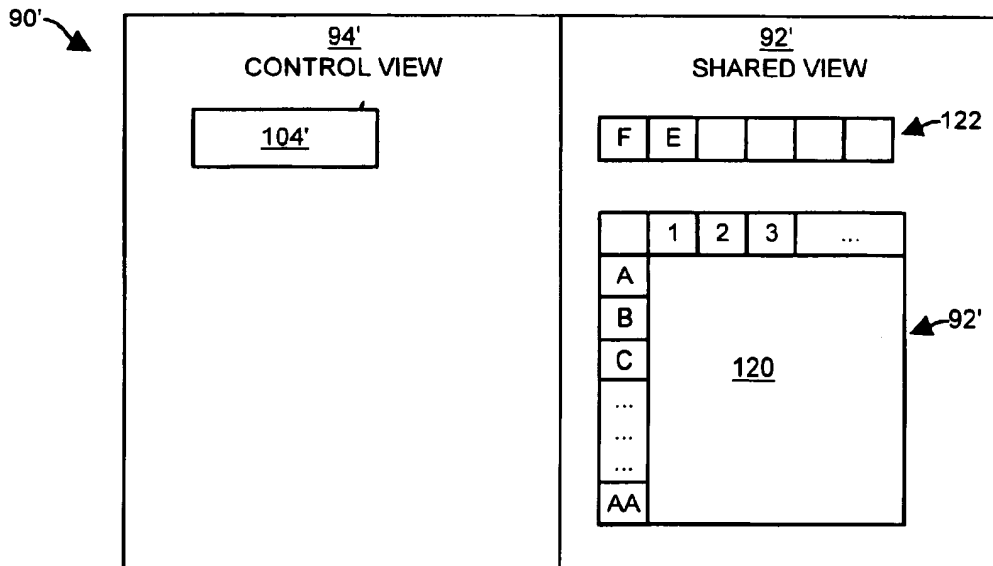 90'
94'
CONTROL VIEW
104'
92'
SHARED VIEW
F E
122
1 2 3 ...
A
B
C
...
...
...
AA
120
92'